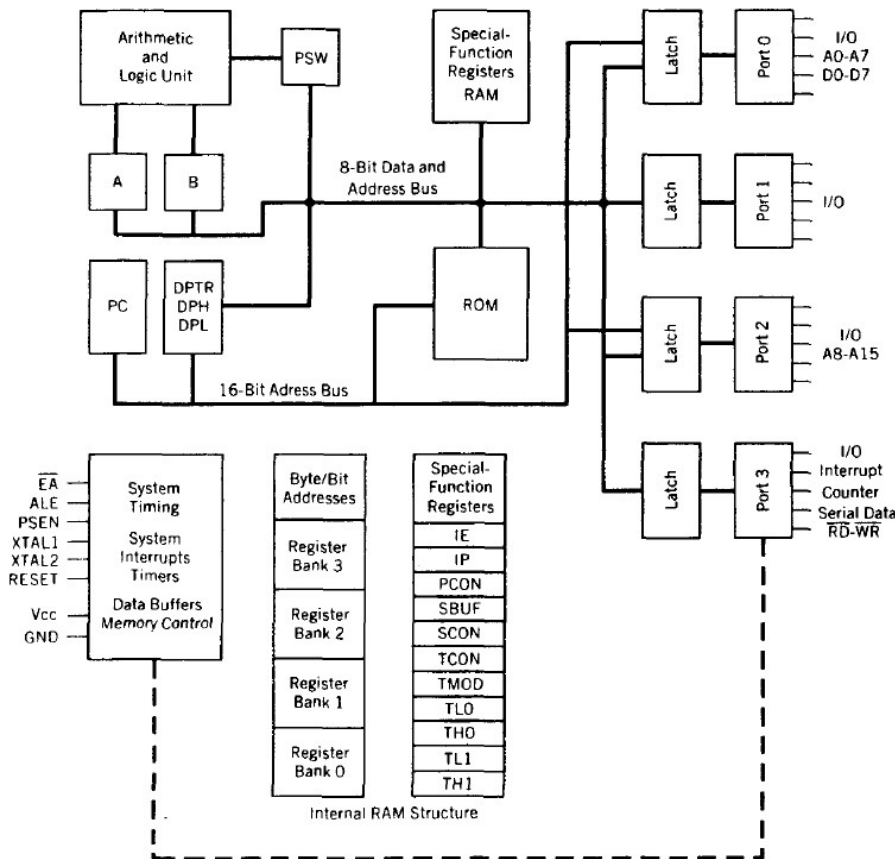 Arithmetic
and
Logic Unit
PSW
Special-
Function
Registers
RAM
A
B
8-Bit Data and
Address Bus
PC
DPTR
DPH
DPL
ROM
16-Bit Adress Bus
Latch
Port 0
I/O
A0-A7
D0-D7
Latch
Port 1
I/O
Latch
Port 2
I/O
A8-A15
Latch
Port 3
I/O
Interrupt
Counter
Serial Data
RD-WR
EA
ALE
PSEN
XTAL1
XTAL2
RESET
Vcc
GND
System
Timing
System
Interrupts
Timers
Data Buffers
Memory Control
Byte/Bit
Addresses
Register
Bank 3
Register
Bank 2
Register
Bank 1
Register
Bank 0
Special-
Function
Registers
IE
IP
PCON
SBUF
SCON
TCON
TMOD
TL0
TH0
TL1
TH1
Internal RAM Structure